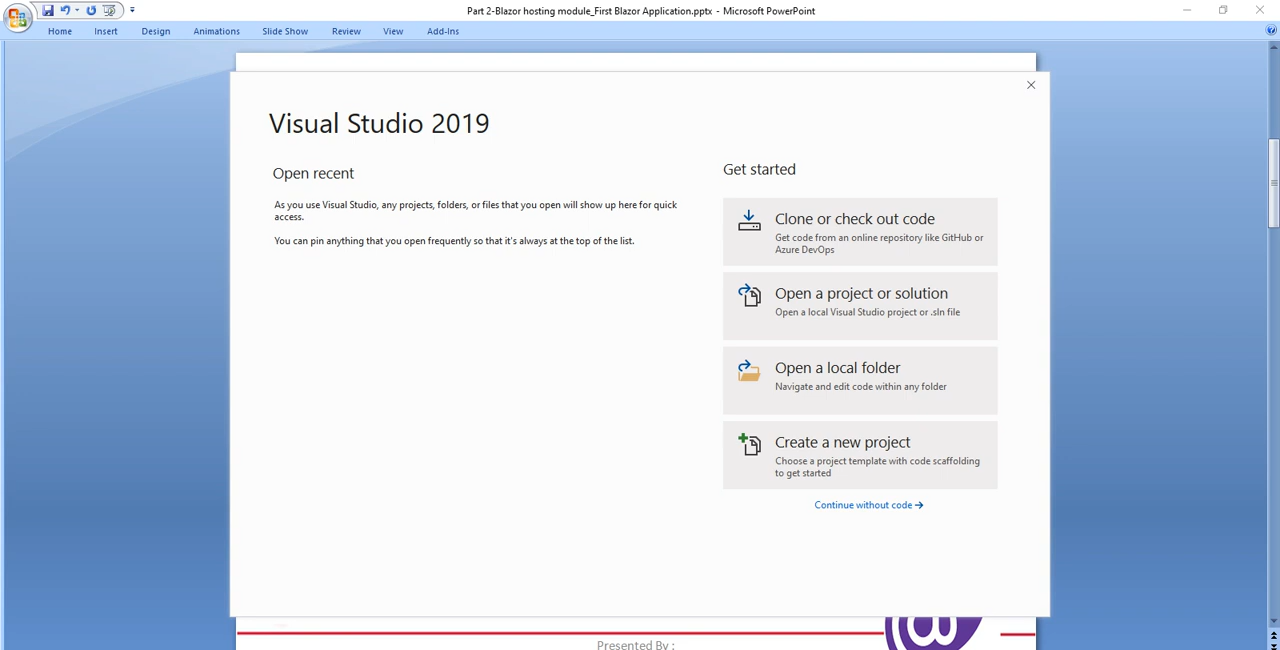 Part 2-Blazor hosting module_First Blazor Application.pptx - Microsoft PowerPoint
Home Insert Design Animations Slide Show Review View Add-Ins
Visual Studio 2019
Open recent
As you use Visual Studio, any projects, folders, or files that you open will show up here for quick
access.
You can pin anything that you open frequently so that it's always at the top of the list.
Get started
Clone or check out code
Get code from an online repository like GitHub or
Azure DevOps
Open a project or solution
Open a local Visual Studio project or .sln file
Open a local folder
Navigate and edit code within any folder
Create a new project
Choose a project template with code scaffolding
to get started
Continue without code →
Presented By :